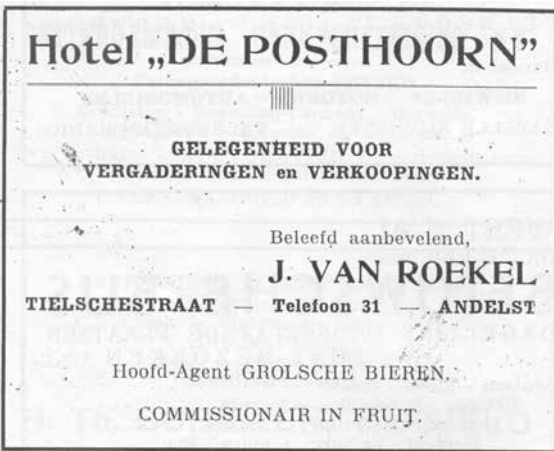 Hotel „DE POSTHOORN”
GELEGENHEID VOOR
VERGADERINGEN en VERKOOPINGEN.
Beleefd aanbevelend,
J. VAN ROEKEL
TIELSCHESTRAAT — Telefoon 31 — ANDELST
Hoofd-Agent GROLSCHE BIEREN.
COMMISSIONAIR IN FRUIT.